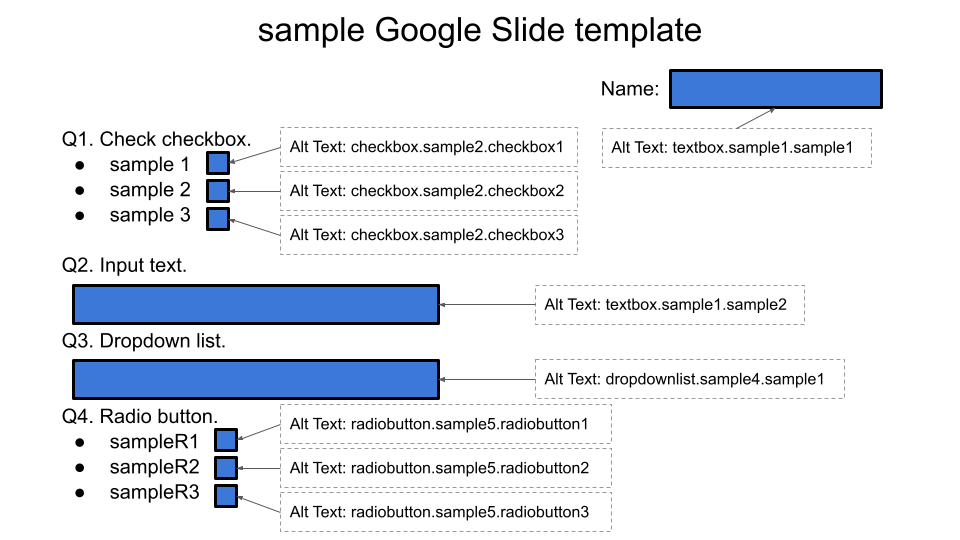 sample Google Slide template
Name:
Alt Text: textbox.sample1.sample1
Q1. Check checkbox.
● sample 1
Alt Text: checkbox.sample2.checkbox1
● sample 2
Alt Text: checkbox.sample2.checkbox2
● sample 3
Alt Text: checkbox.sample2.checkbox3
Q2. Input text.
Alt Text: textbox.sample1.sample2
Q3. Dropdown list.
Alt Text: dropdownlist.sample4.sample1
Q4. Radio button.
● sampleR1
Alt Text: radiobutton.sample5.radiobutton1
● sampleR2
Alt Text: radiobutton.sample5.radiobutton2
● sampleR3
Alt Text: radiobutton.sample5.radiobutton3